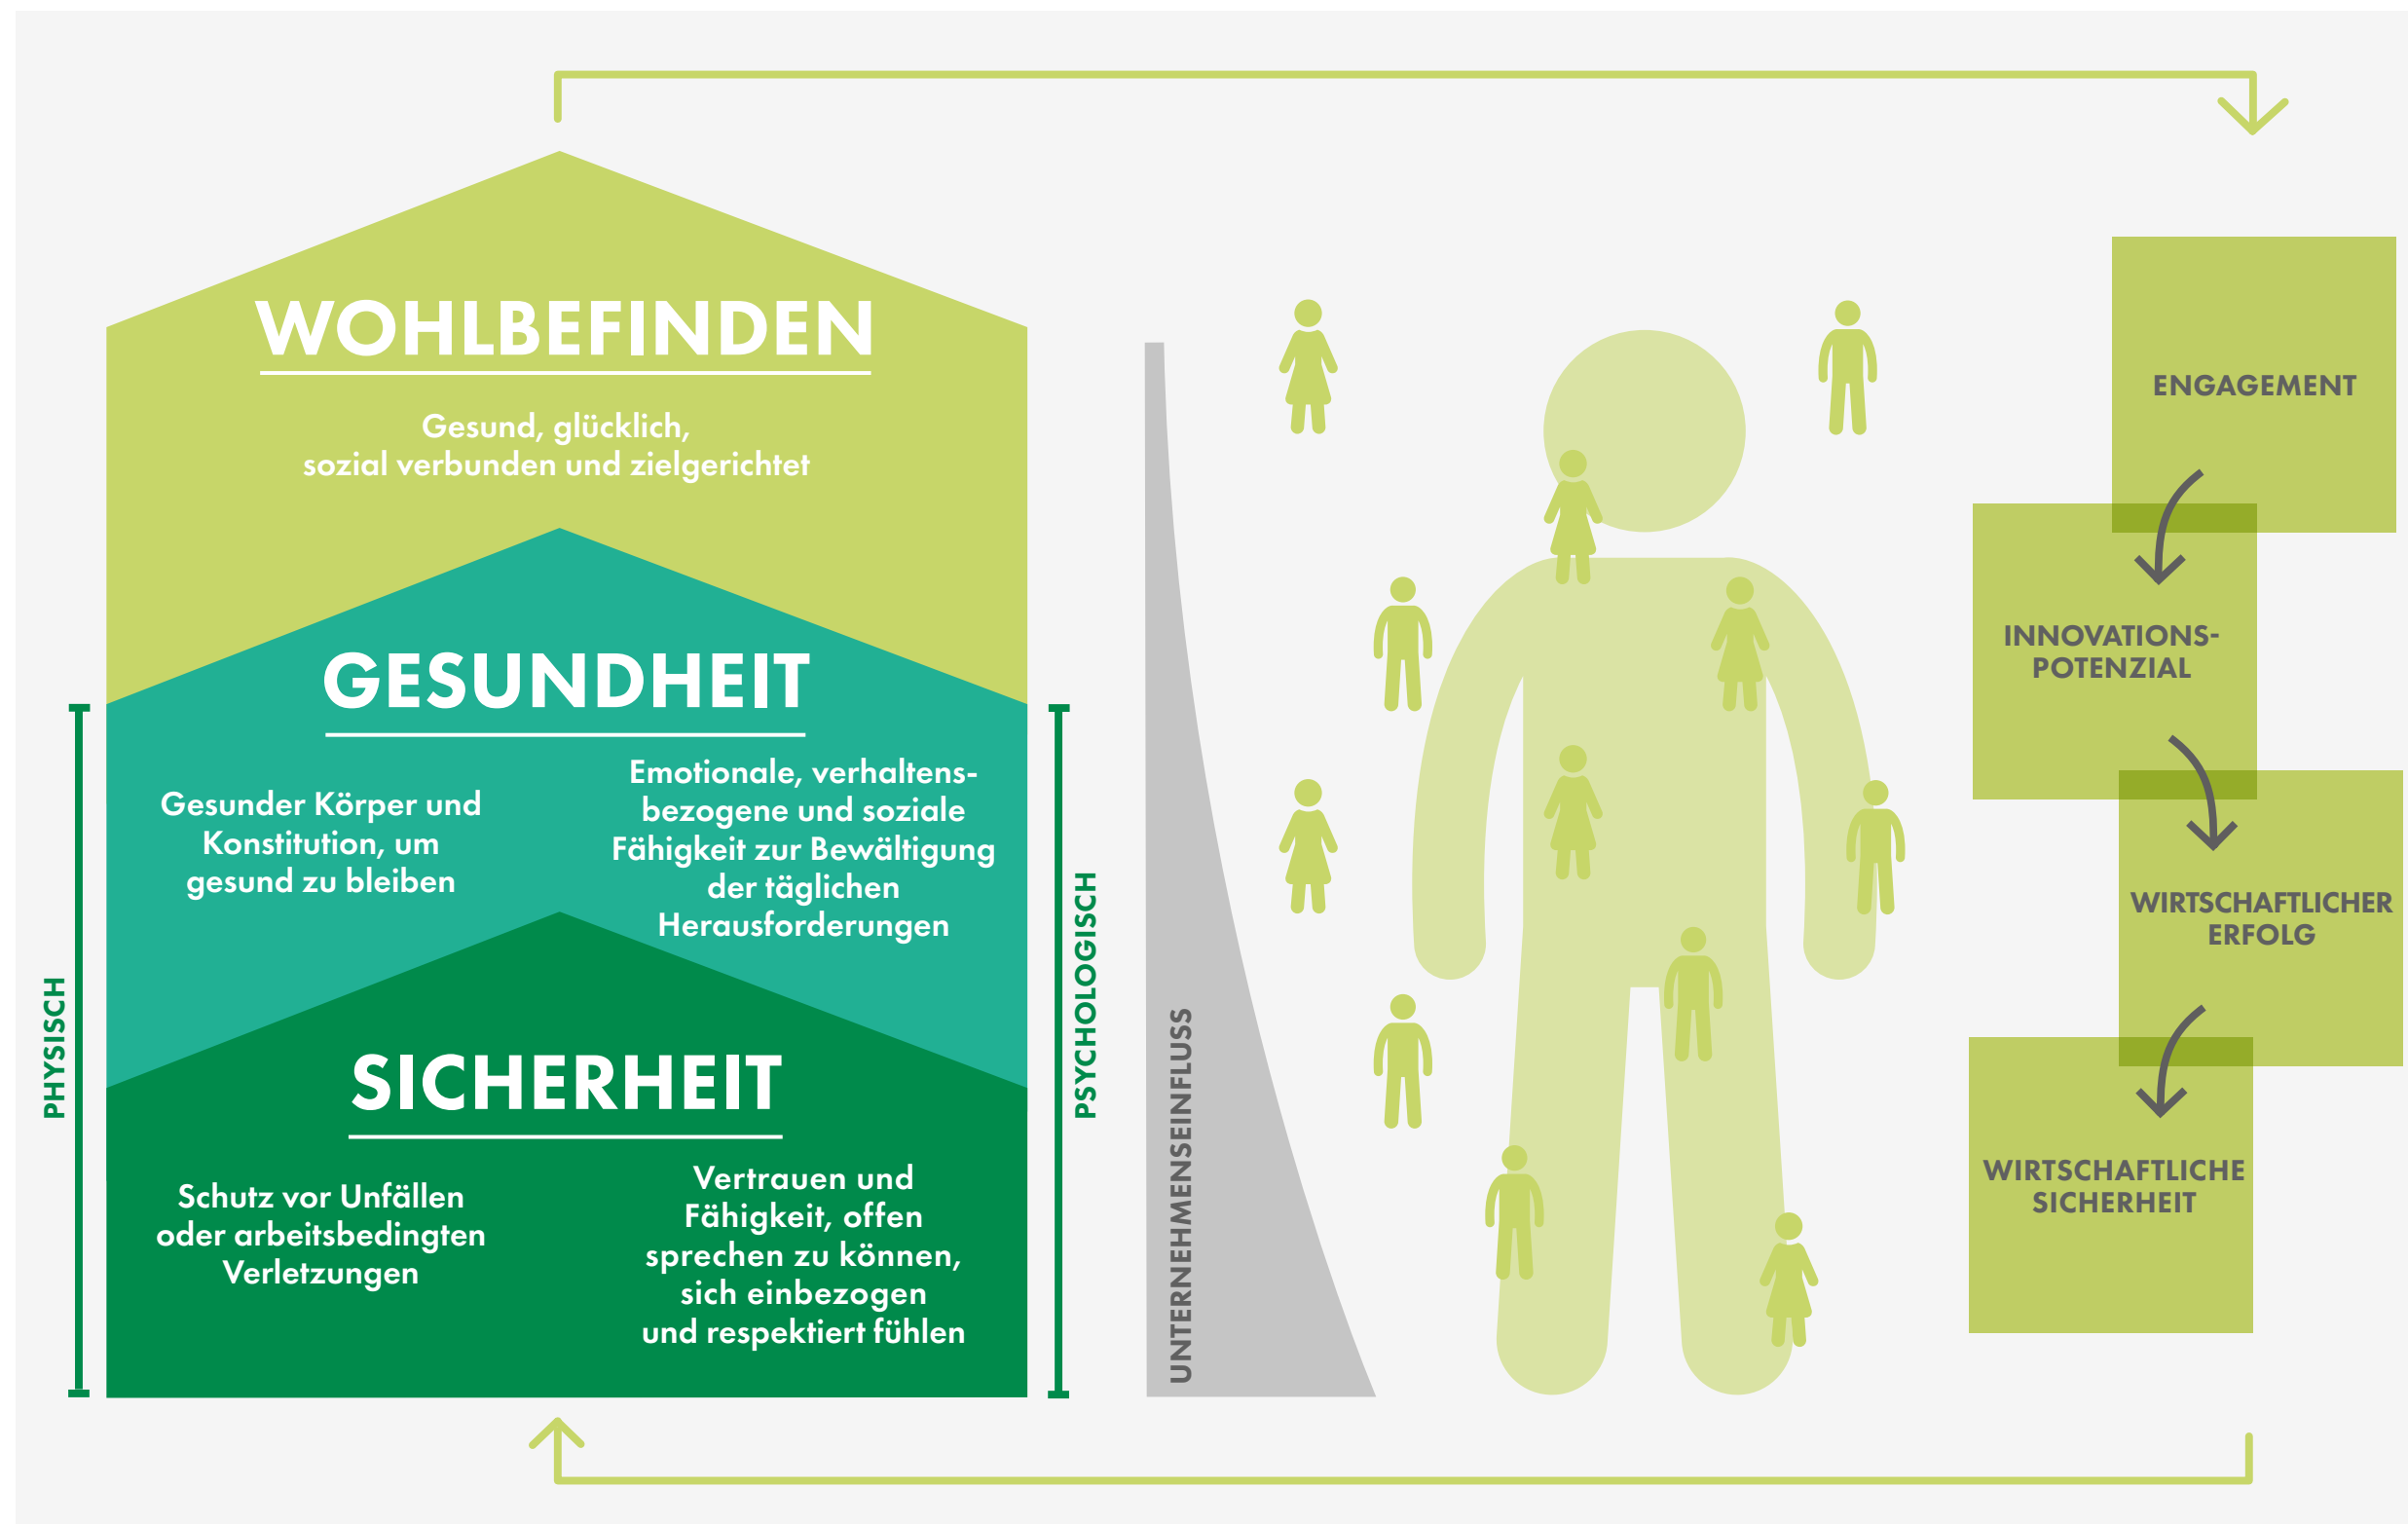 WOHLBEFINDEN
Gesund, glücklich,
sozial verbunden und zielgerichtet
GESUNDHEIT
Gesunder Körper und
Konstitution, um
gesund zu bleiben
Emotionale, verhaltens-
bezogene und soziale
Fähigkeit zur Bewältigung
der täglichen
Herausforderungen
SICHERHEIT
Schutz vor Unfällen
oder arbeitsbedingten
Verletzungen
Vertrauen und
Fähigkeit, offen
sprechen zu können,
sich einbezogen
und respektiert fühlen
PHYSISCH
PSYCHOLOGISCH
UNTERNEHMENSEINFLUSS
ENGAGEMENT
INNOVATIONS-
POTENZIAL
WIRTSCHAFTLICHER
ERFOLG
WIRTSCHAFTLICHE
SICHERHEIT